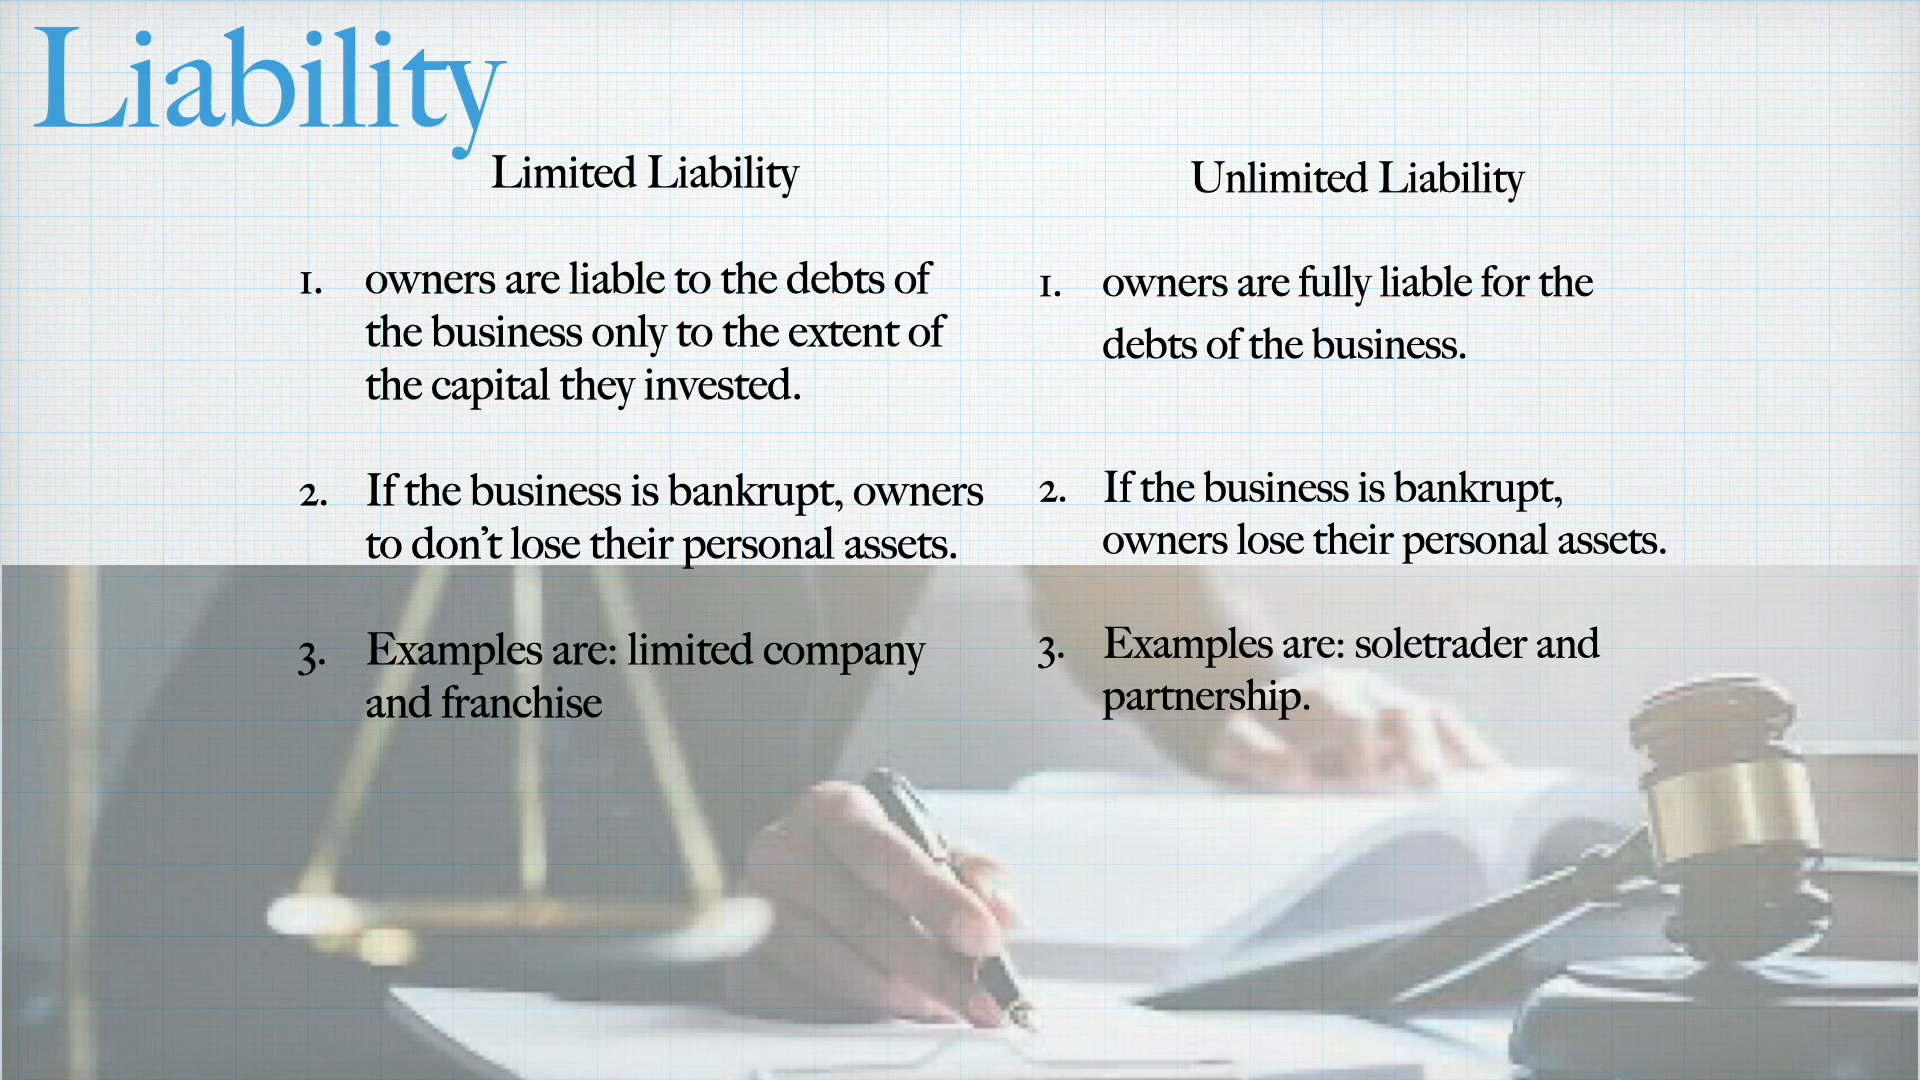 Liability
Limited Liability
1. owners are liable to the debts of
the business only to the extent of
the capital they invested.
2. If the business is bankrupt, owners
to don’t lose their personal assets.
3. Examples are: limited company
and franchise
Unlimited Liability
1. owners are fully liable for the
debts of the business.
2. If the business is bankrupt,
owners lose their personal assets.
3. Examples are: soletrader and
partnership.